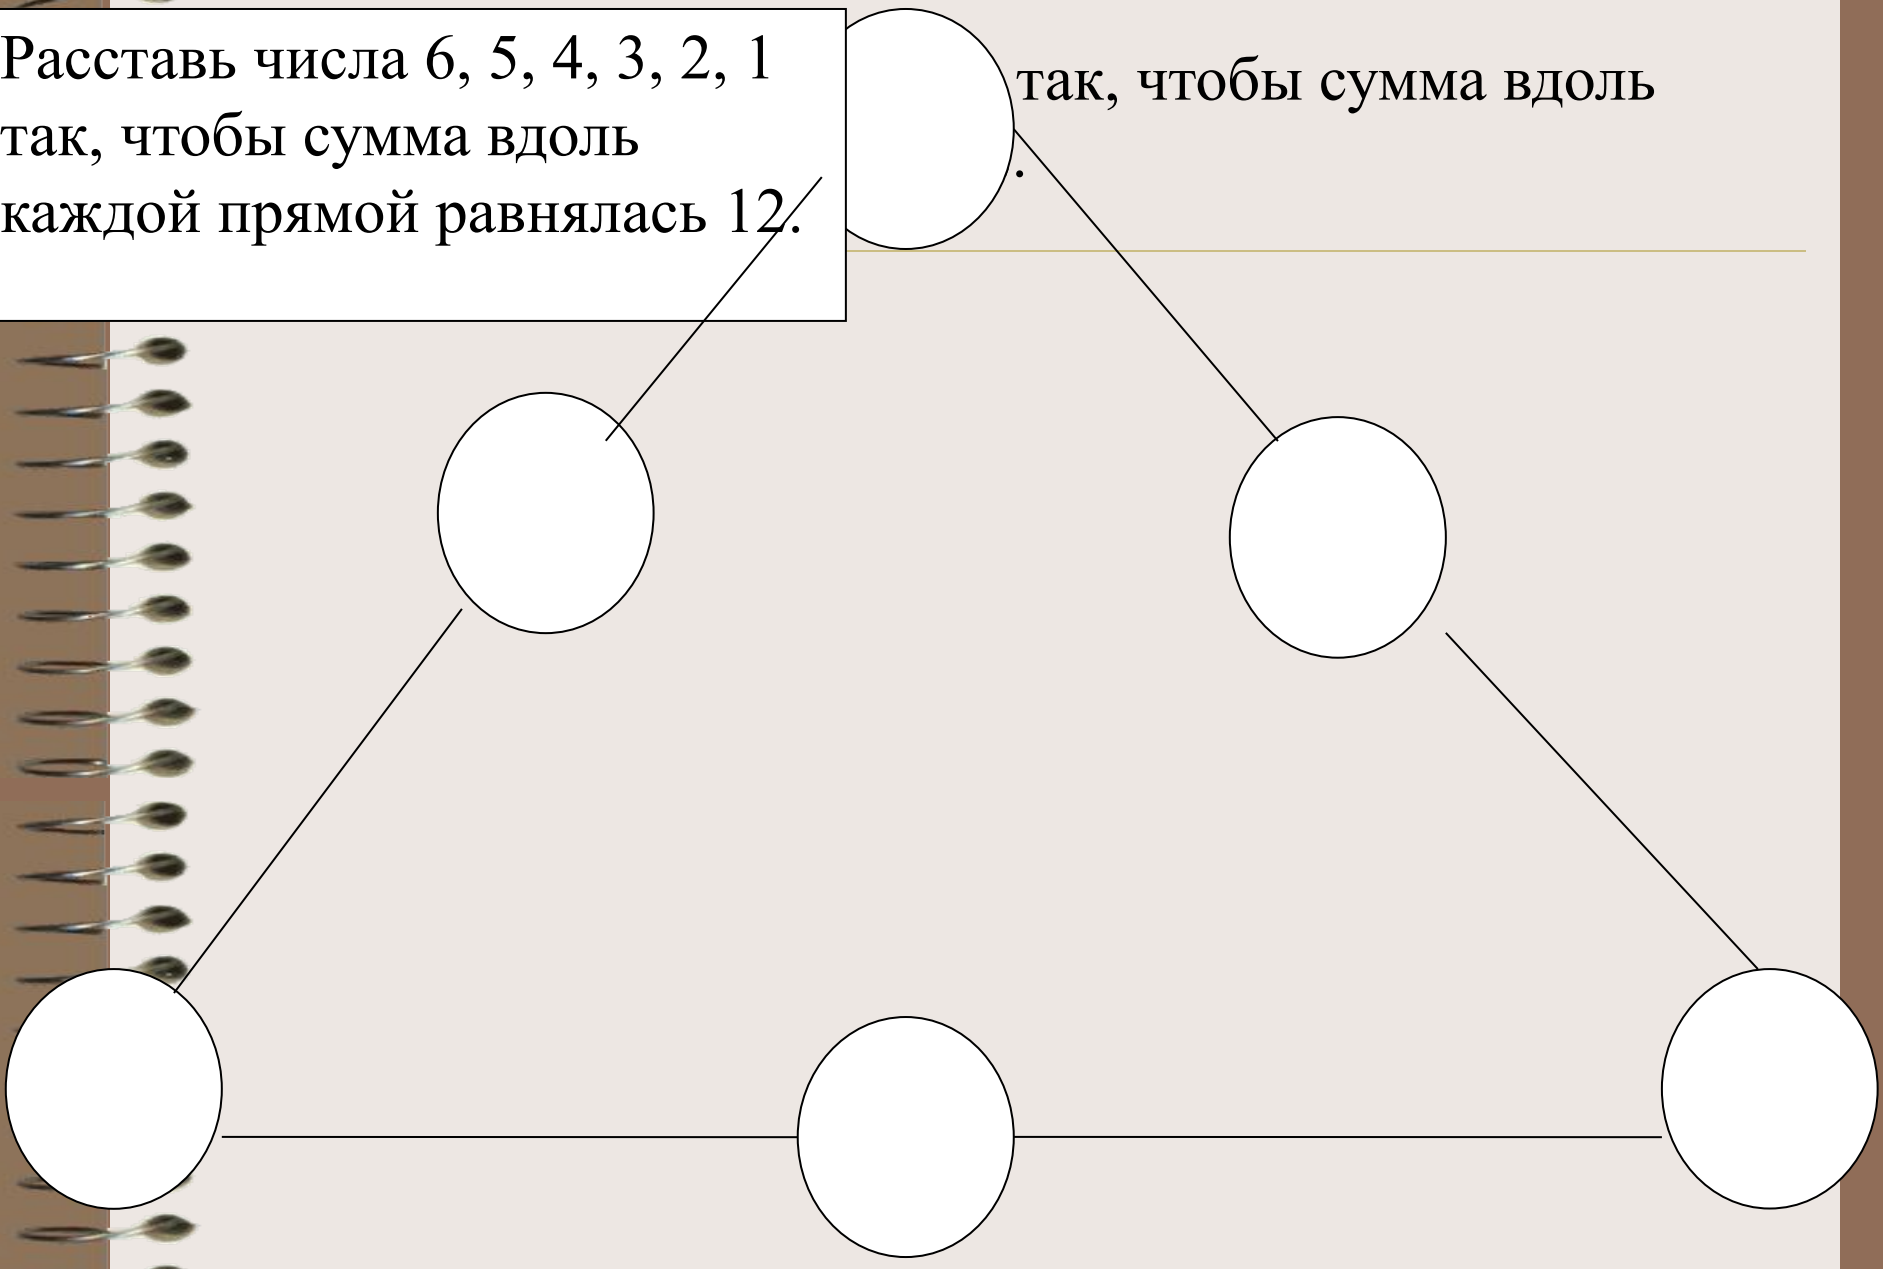 Расставь числа 6, 5, 4, 3, 2, 1
так, чтобы сумма вдоль
каждой прямой равнялась 12.
так, чтобы сумма вдоль
.